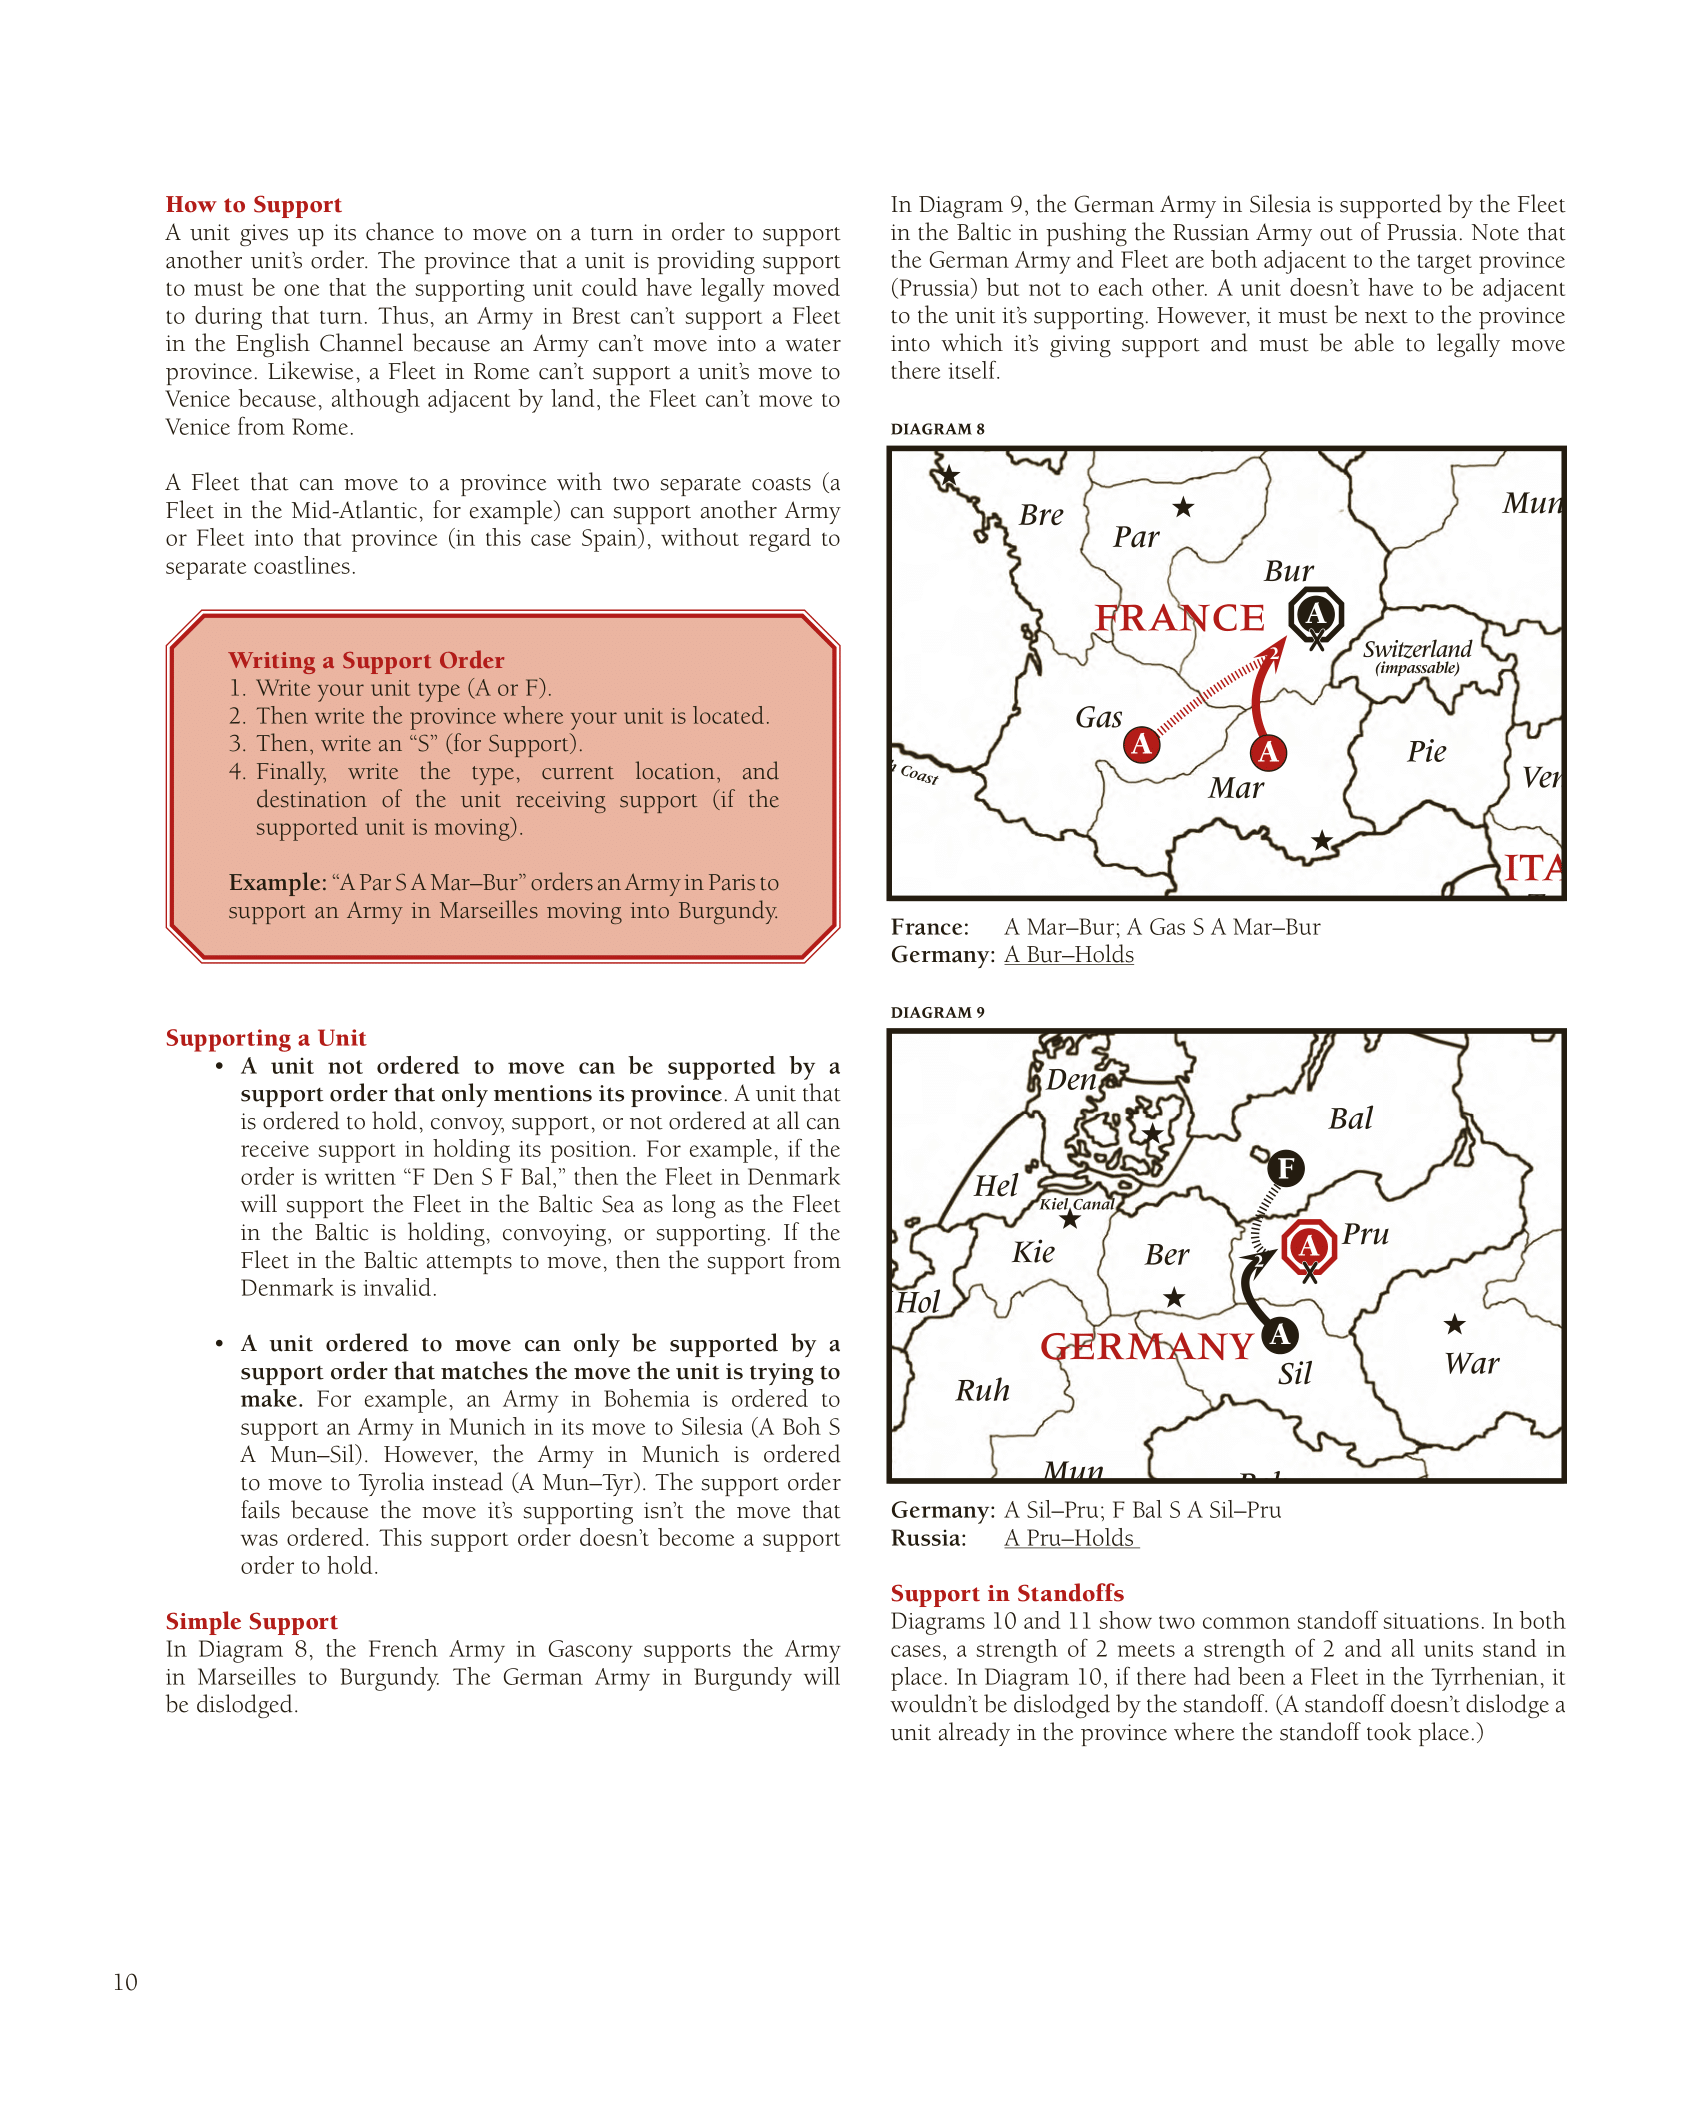 How to Support
A unit gives up its chance to move on a turn in order to support
another unit's order. The province that a unit is providing support
to must be one that the supporting unit could have legally moved
to during that turn. Thus, an Army in Brest can't support a Fleet
in the English Channel because an Army can't move into a water
province. Likewise, a Fleet in Rome can't support a unit's move to
Venice because, although adjacent by land, the Fleet can't move to
Venice from Rome.
A Fleet that can move to a province with two separate coasts (a
Fleet in the Mid-Atlantic, for example) can support another Army
or Fleet into that province (in this case Spain), without regard to
separate coastlines.
Writing a Support Order
1. Write your unit type (A or F).
2. Then write the province where your unit is located.
3. Then, write an “S” (for Support).
4. Finally, write the type, current location, and
destination of the unit receiving support (if the
supported unit is moving).
Example: “A Par S A Mar–Bur” orders an Army in Paris to
support an Army in Marseilles moving into Burgundy.
Supporting a Unit
• A unit not ordered to move can be supported by a
support order that only mentions its province. A unit that
is ordered to hold, convoy, support, or not ordered at all can
receive support in holding its position. For example, if the
order is written “F Den S F Bal,” then the Fleet in Denmark
will support the Fleet in the Baltic Sea as long as the Fleet
in the Baltic is holding, convoying, or supporting. If the
Fleet in the Baltic attempts to move, then the support from
Denmark is invalid.
• A unit ordered to move can only be supported by a
support order that matches the move the unit is trying to
make. For example, an Army in Bohemia is ordered to
support an Army in Munich in its move to Silesia (A Boh S
A Mun–Sil). However, the Army in Munich is ordered
to move to Tyrolia instead (A Mun–Tyr). The support order
fails because the move it's supporting isn't the move that
was ordered. This support order doesn't become a support
order to hold.
Simple Support
In Diagram 8, the French Army in Gascony supports the Army
in Marseilles to Burgundy. The German Army in Burgundy will
be dislodged.
In Diagram 9, the German Army in Silesia is supported by the Fleet
in the Baltic in pushing the Russian Army out of Prussia. Note that
the German Army and Fleet are both adjacent to the target province
(Prussia) but not to each other. A unit doesn't have to be adjacent
to the unit it's supporting. However, it must be next to the province
into which it's giving support and must be able to legally move
there itself.
DIAGRAM 8
Mun
Bre
Par
Bur
A
FRANCE
Switzerland
(impassable)
2
Gas
A
A
Pie
Coast
Mar
Ven
ITA
France: A Mar–Bur; A Gas S A Mar–Bur
Germany: A Bur–Holds
DIAGRAM 9
Den
Bal
F
Hel
Kiel Canal
Kie
Ber
A
Pru
2
Hol
GERMANY
A
Sil
War
Ruh
Mun
Germany: A Sil–Pru; F Bal S A Sil–Pru
Russia: A Pru–Holds
Support in Standoffs
Diagrams 10 and 11 show two common standoff situations. In both
cases, a strength of 2 meets a strength of 2 and all units stand in
place. In Diagram 10, if there had been a Fleet in the Tyrrhenian, it
wouldn't be dislodged by the standoff. (A standoff doesn't dislodge a
unit already in the province where the standoff took place.)
10